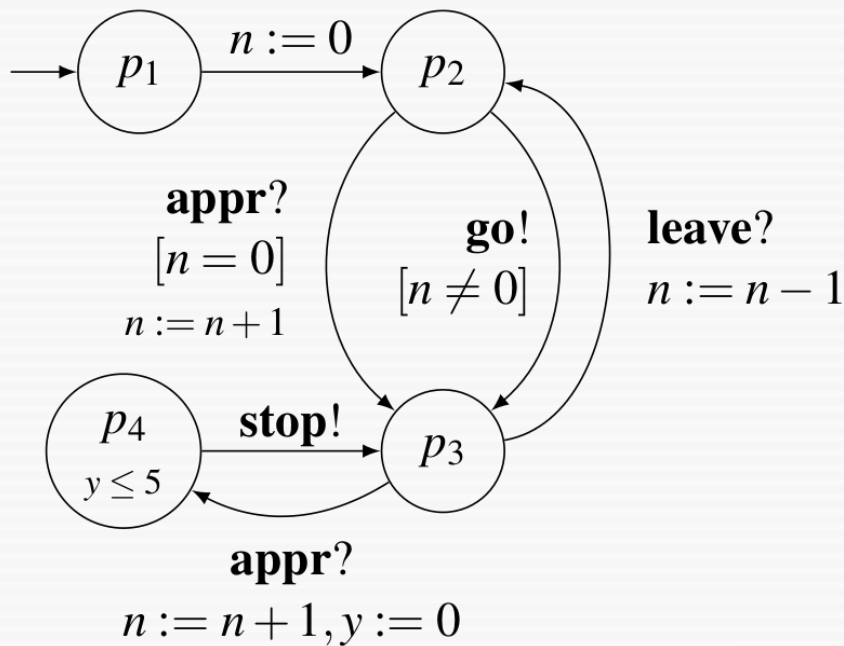 n := 0
p₁
p₂
appr?
[n = 0]
n := n + 1
go!
[n ≠ 0]
leave?
n := n − 1
p₄
y ≤ 5
stop!
p₃
appr?
n := n + 1, y := 0